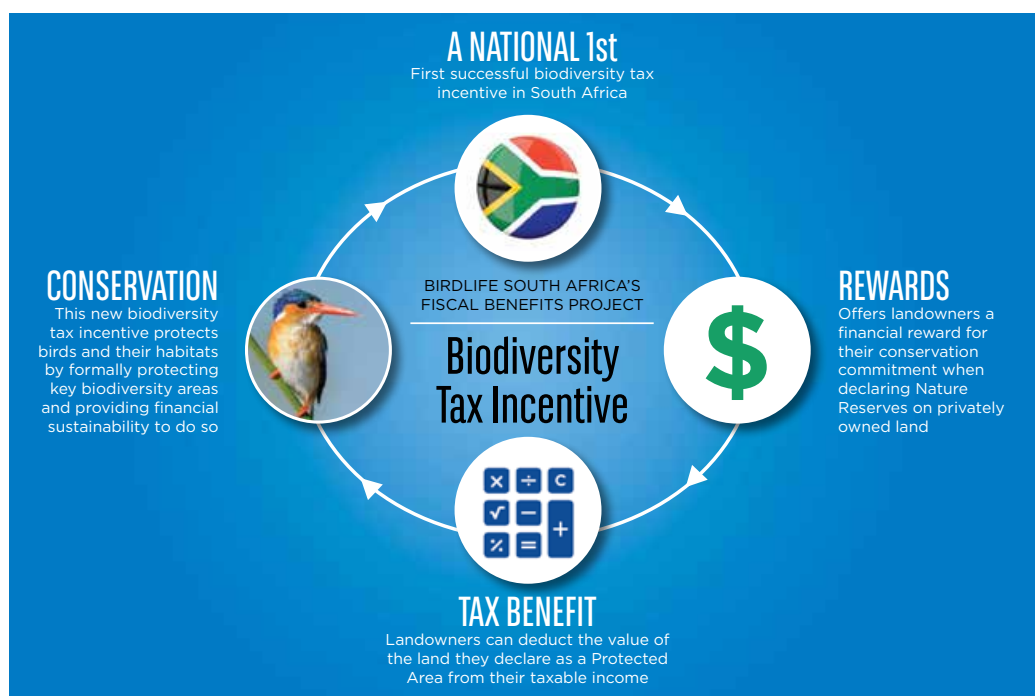 A NATIONAL 1st
First successful biodiversity tax
incentive in South Africa
CONSERVATION
This new biodiversity
tax incentive protects
birds and their habitats
by formally protecting
key biodiversity areas
and providing financial
sustainability to do so
BIRDLIFE SOUTH AFRICA'S
FISCAL BENEFITS PROJECT
Biodiversity
Tax Incentive
$
REWARDS
Offers landowners a
financial reward for
their conservation
commitment when
declaring Nature
Reserves on privately
owned land
× ÷ C
√ −
+
% =
TAX BENEFIT
Landowners can deduct the value of
the land they declare as a Protected
Area from their taxable income